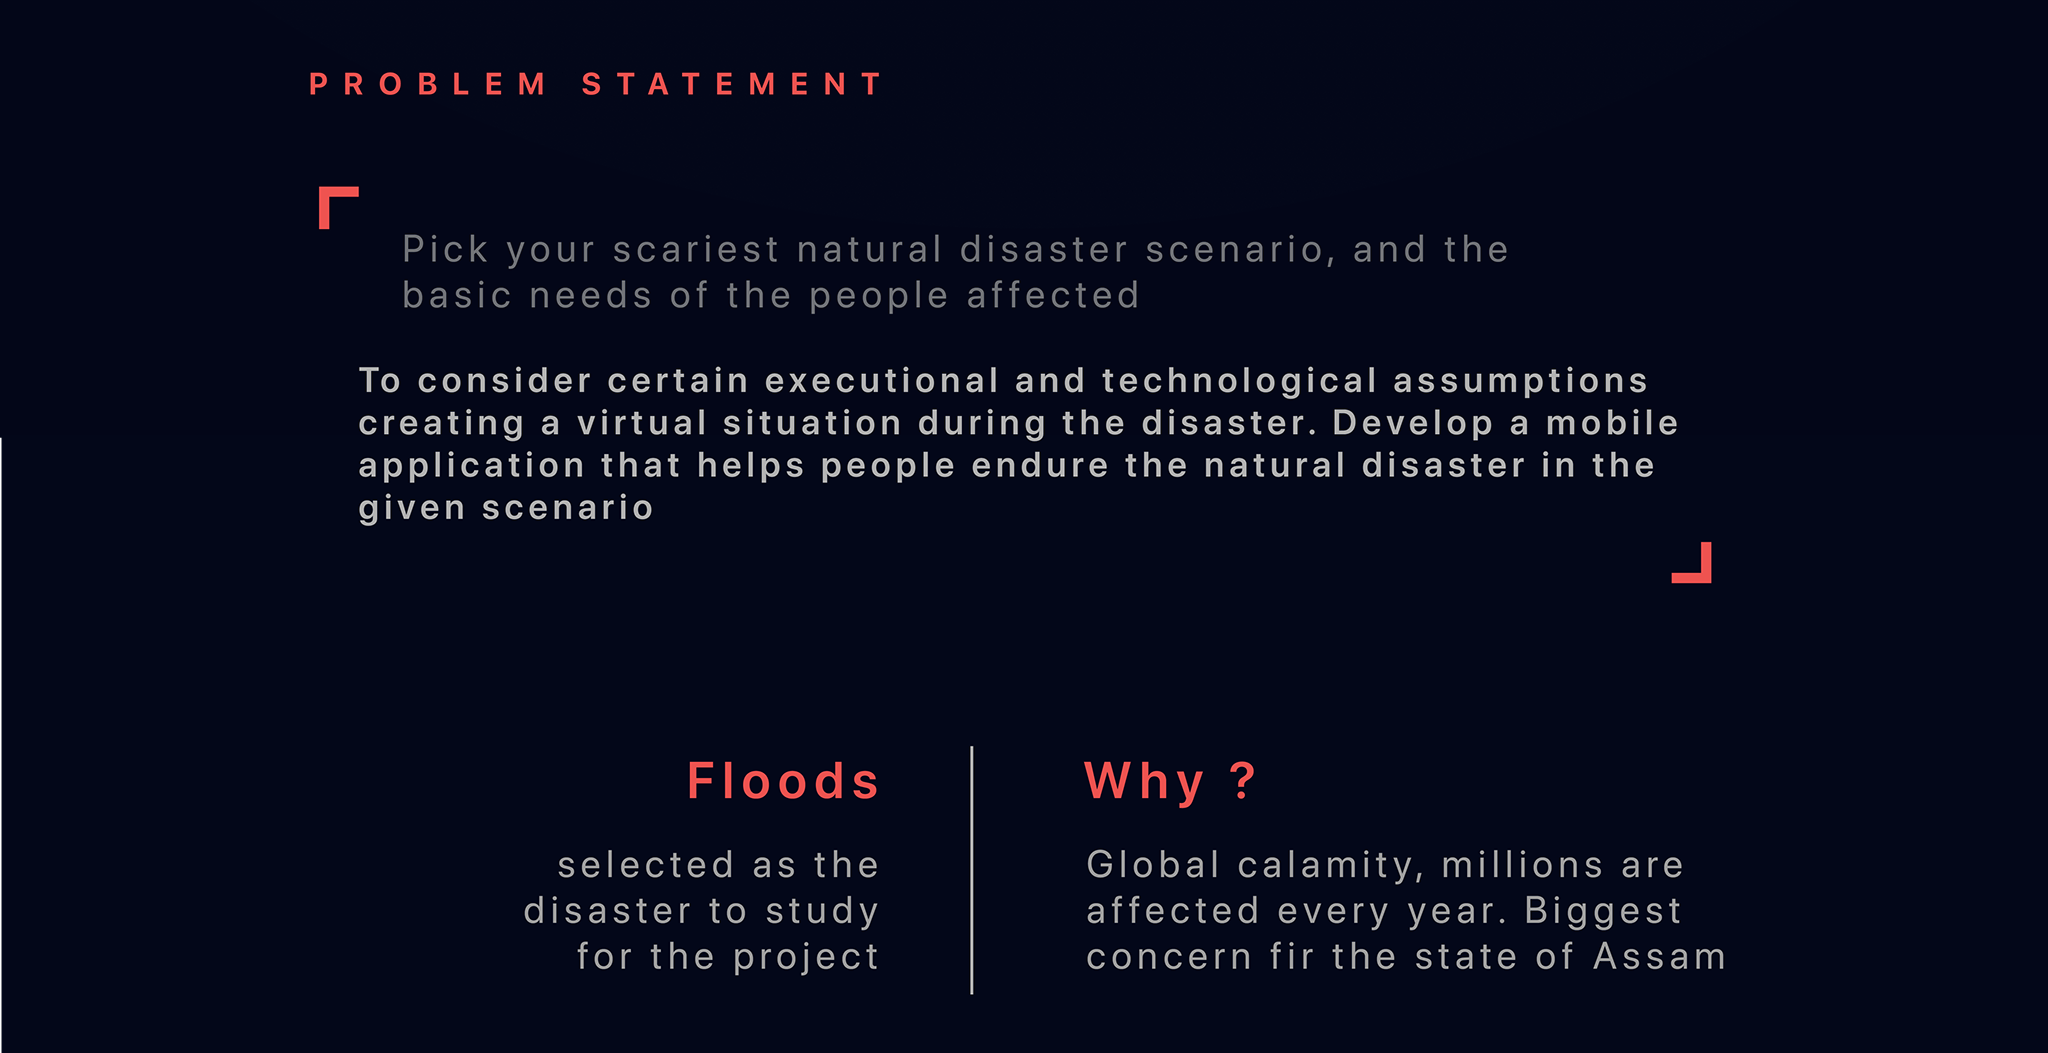 PROBLEM STATEMENT
Pick your scariest natural disaster scenario, and the
basic needs of the people affected
To consider certain executional and technological assumptions
creating a virtual situation during the disaster. Develop a mobile
application that helps people endure the natural disaster in the
given scenario
Floods
selected as the
disaster to study
for the project
Why ?
Global calamity, millions are
affected every year. Biggest
concern fir the state of Assam